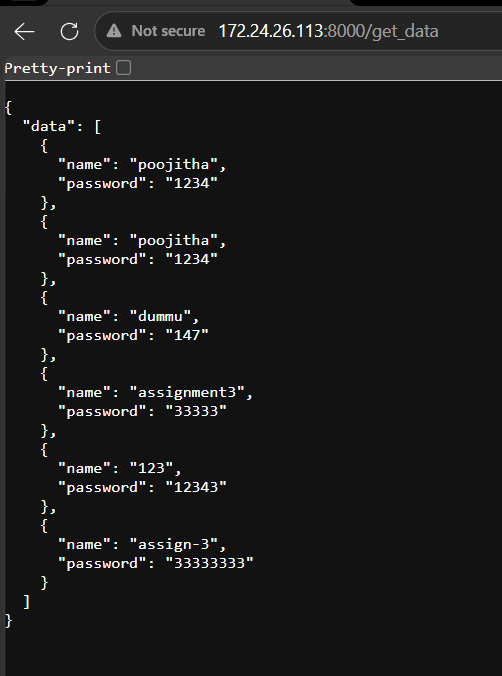 Not secure 172.24.26.113:8000/get_data
Pretty-print
{
  "data": [
    {
      "name": "poojitha",
      "password": "1234"
    },
    {
      "name": "poojitha",
      "password": "1234"
    },
    {
      "name": "dummu",
      "password": "147"
    },
    {
      "name": "assignment3",
      "password": "33333"
    },
    {
      "name": "123",
      "password": "12343"
    },
    {
      "name": "assign-3",
      "password": "33333333"
    }
  ]
}